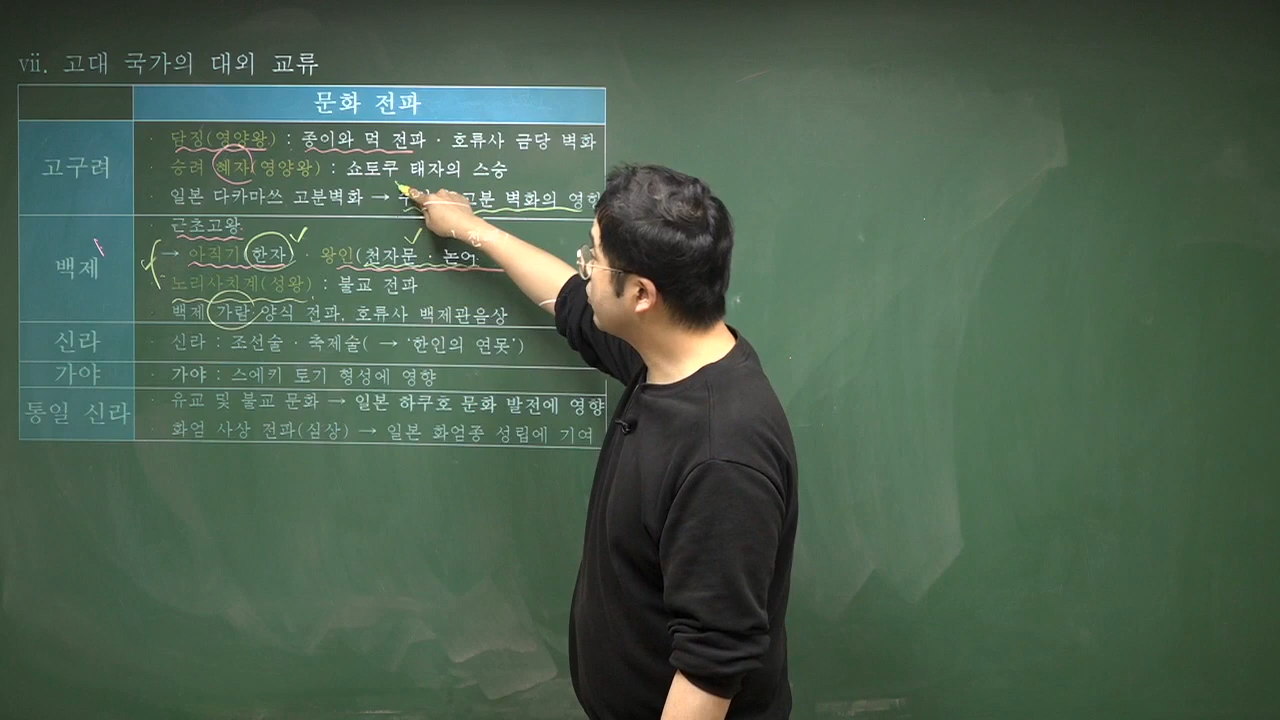 vii. 고대 국가의 대외 교류
문화 전파
고구려
· 담징(영양왕) : 종이와 먹 전파 · 호류사 금당 벽화
· 승려 혜자(영양왕) : 쇼토쿠 태자의 스승
· 일본 다카마쓰 고분벽화 → 고분 벽화의 영향
백제
· 근초고왕
→ 아직기(한자) · 왕인(천자문 · 논어
· 노리사치계(성왕) : 불교 전파
· 백제 가람 양식 전파, 호류사 백제관음상
신라
· 신라 : 조선술 · 축제술( → ‘한인의 연못’)
가야
· 가야 : 스에키 토기 형성에 영향
통일 신라
· 유교 및 불교 문화 → 일본 하쿠호 문화 발전에 영향
· 화엄 사상 전파(심상) → 일본 화엄종 성립에 기여